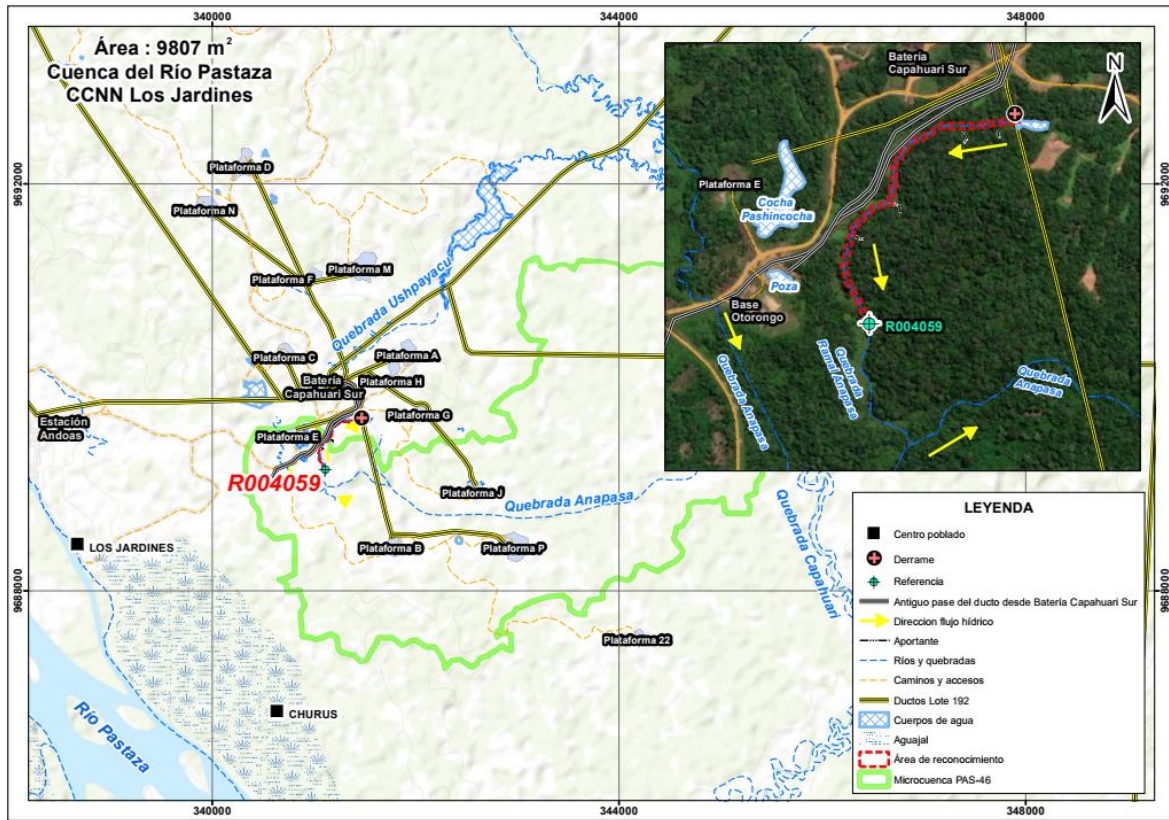 340000
344000
348000
Área : 9807 m²
Cuenca del Río Pastaza
CCNN Los Jardines
9692000
9692000
Plataforma D
Plataforma N
Plataforma M
Plataforma F
Quebrada Ushpayacu
Plataforma C
Plataforma A
Batería
Capahuari Sur
Plataforma H
Plataforma G
Estación
Andoas
Plataforma E
R004059
Plataforma J
Quebrada Anapasa
Plataforma B
Plataforma P
LOS JARDINES
Quebrada Capahuari
9688000
9688000
Plataforma 22
CHURUS
Río Pastaza
Batería
Capahuari Sur
N
Plataforma E
Cocha
Pashincocha
Poza
Base
Otorongo
R004059
Quebrada
Ramal Anapasa
Quebrada Anapasa
Quebrada
Anapasa
LEYENDA
Centro poblado
Derrame
Referencia
Antiguo pase del ducto desde Batería Capahuari Sur
Direccion flujo hídrico
Aportante
Ríos y quebradas
Caminos y accesos
Ductos Lote 192
Cuerpos de agua
Aguajal
Área de reconocimiento
Microcuenca PAS-46
340000
344000
348000